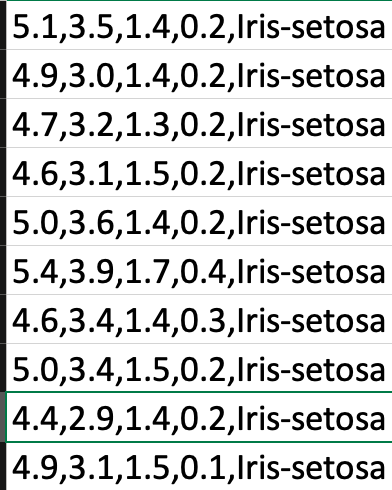 5.1,3.5,1.4,0.2,Iris-setosa
4.9,3.0,1.4,0.2,Iris-setosa
4.7,3.2,1.3,0.2,Iris-setosa
4.6,3.1,1.5,0.2,Iris-setosa
5.0,3.6,1.4,0.2,Iris-setosa
5.4,3.9,1.7,0.4,Iris-setosa
4.6,3.4,1.4,0.3,Iris-setosa
5.0,3.4,1.5,0.2,Iris-setosa
4.4,2.9,1.4,0.2,Iris-setosa
4.9,3.1,1.5,0.1,Iris-setosa